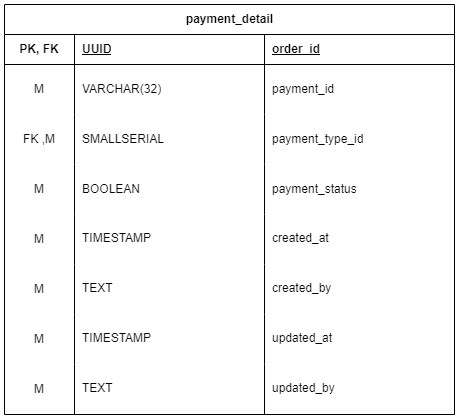 payment_detail
PK, FK UUID order_id
M VARCHAR(32) payment_id
FK ,M SMALLSERIAL payment_type_id
M BOOLEAN payment_status
M TIMESTAMP created_at
M TEXT created_by
M TIMESTAMP updated_at
M TEXT updated_by